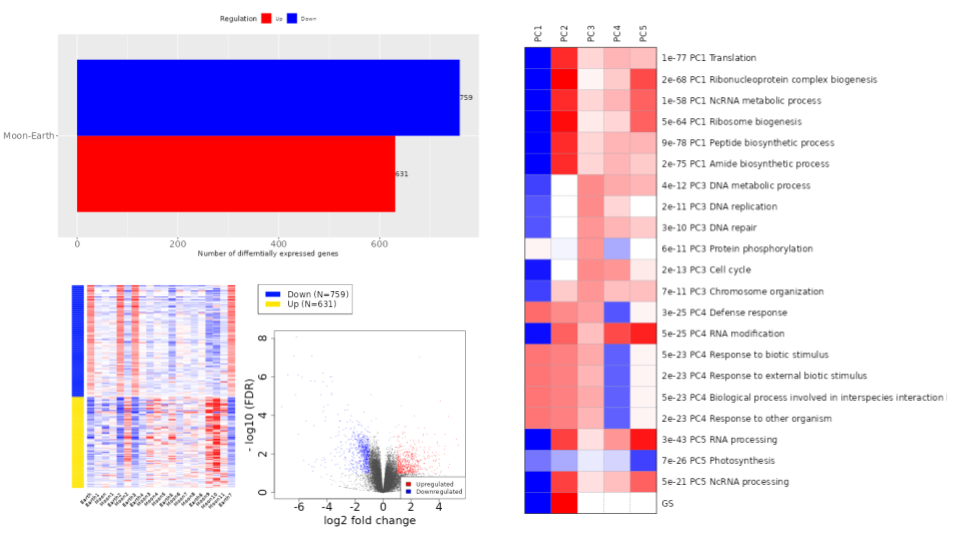 Regulation Up Down
759
Moon-Earth
631
0 200 400 600
Number of differntially expressed genes
Down (N=759)
Up (N=631)
8
6
4
2
0
- log10 (FDR)
Upregulated
Downregulated
-6 -4 -2 0 2 4
log2 fold change
PC1 PC2 PC3 PC4 PC5
1e-77 PC1 Translation
2e-68 PC1 Ribonucleoprotein complex biogenesis
1e-58 PC1 NcRNA metabolic process
5e-64 PC1 Ribosome biogenesis
9e-78 PC1 Peptide biosynthetic process
2e-75 PC1 Amide biosynthetic process
4e-12 PC3 DNA metabolic process
2e-11 PC3 DNA replication
3e-10 PC3 DNA repair
6e-11 PC3 Protein phosphorylation
2e-13 PC3 Cell cycle
7e-11 PC3 Chromosome organization
3e-25 PC4 Defense response
5e-25 PC4 RNA modification
5e-23 PC4 Response to biotic stimulus
2e-23 PC4 Response to external biotic stimulus
5e-23 PC4 Biological process involved in interspecies interaction
2e-23 PC4 Response to other organism
3e-43 PC5 RNA processing
7e-26 PC5 Photosynthesis
5e-21 PC5 NcRNA processing
GS